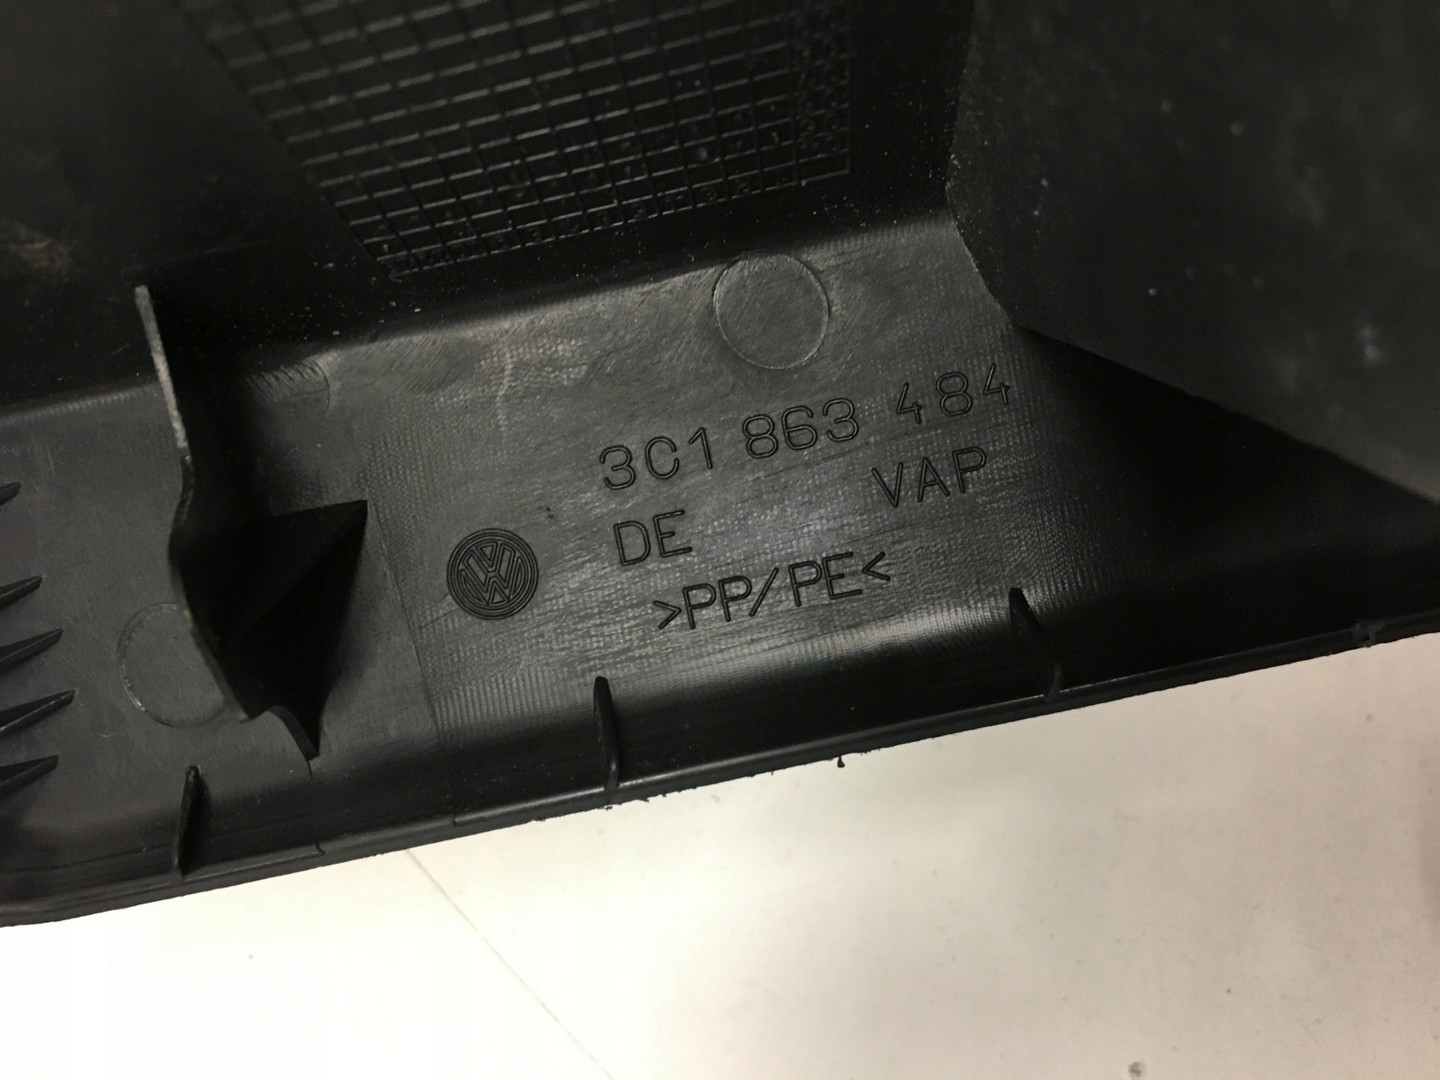 3C1 863 484
DE VAP
>PP/PE<